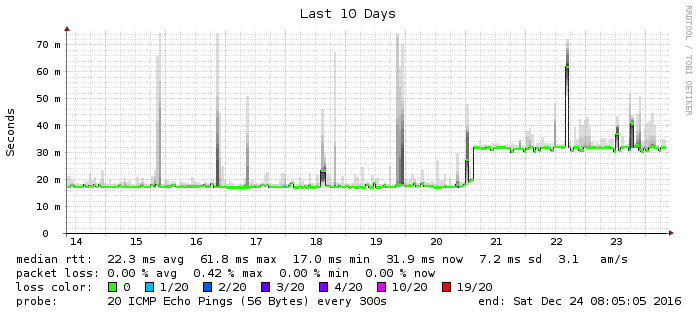 Last 10 Days
RRDTOOL / TOBI OETIKER
Seconds
70 m
60 m
50 m
40 m
30 m
20 m
10 m
0
14 15 16 17 18 19 20 21 22 23
median rtt: 22.3 ms avg 61.8 ms max 17.0 ms min 31.9 ms now 7.2 ms sd 3.1 am/s
packet loss: 0.00 % avg 0.42 % max 0.00 % min 0.00 % now
loss color: 0 1/20 2/20 3/20 4/20 10/20 19/20
probe: 20 ICMP Echo Pings (56 Bytes) every 300s end: Sat Dec 24 08:05:05 2016